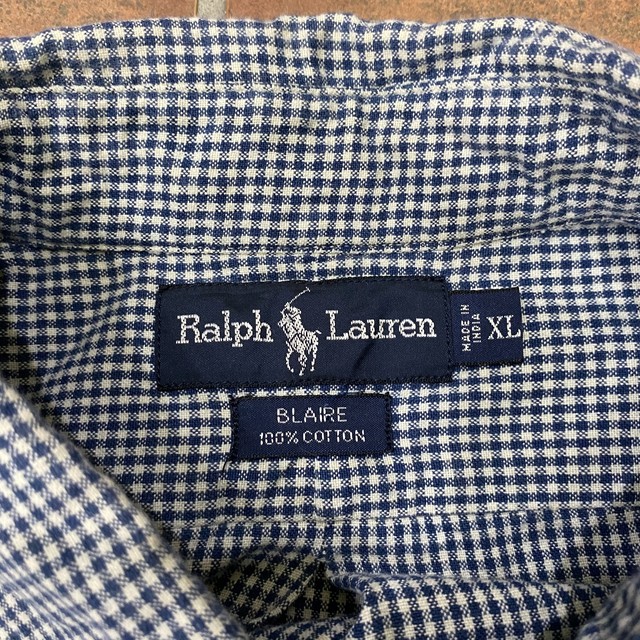 Ralph Lauren
MADE IN
INDIA
XL
BLAIRE
100% COTTON